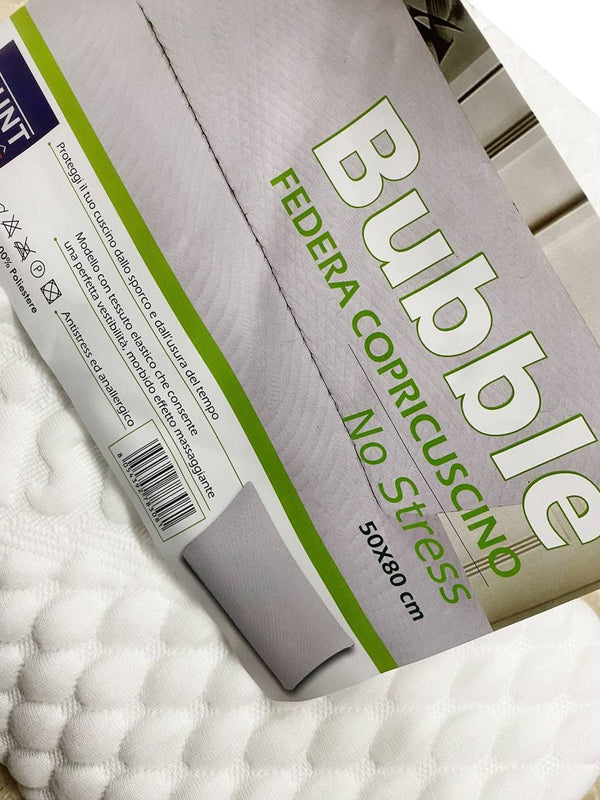 Bubble
FEDERA COPRICUSCINO
No Stress
50X80 cm
Proteggi il tuo cuscino dallo sporco e dall'usura del tempo
Modello con tessuto elastico che consente
una perfetta vestibilità, morbido effetto massaggiante
Antistress ed anallergico
P
Poliestere